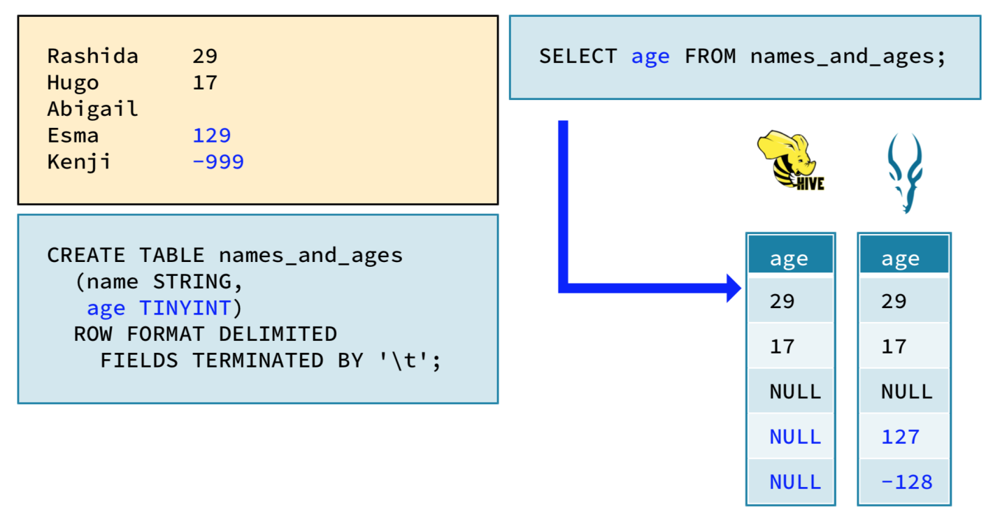 Rashida 29
Hugo 17
Abigail
Esma 129
Kenji -999
CREATE TABLE names_and_ages
(name STRING,
age TINYINT)
ROW FORMAT DELIMITED
FIELDS TERMINATED BY '\t';
SELECT age FROM names_and_ages;
HIVE
age age
29 29
17 17
NULL NULL
NULL 127
NULL -128